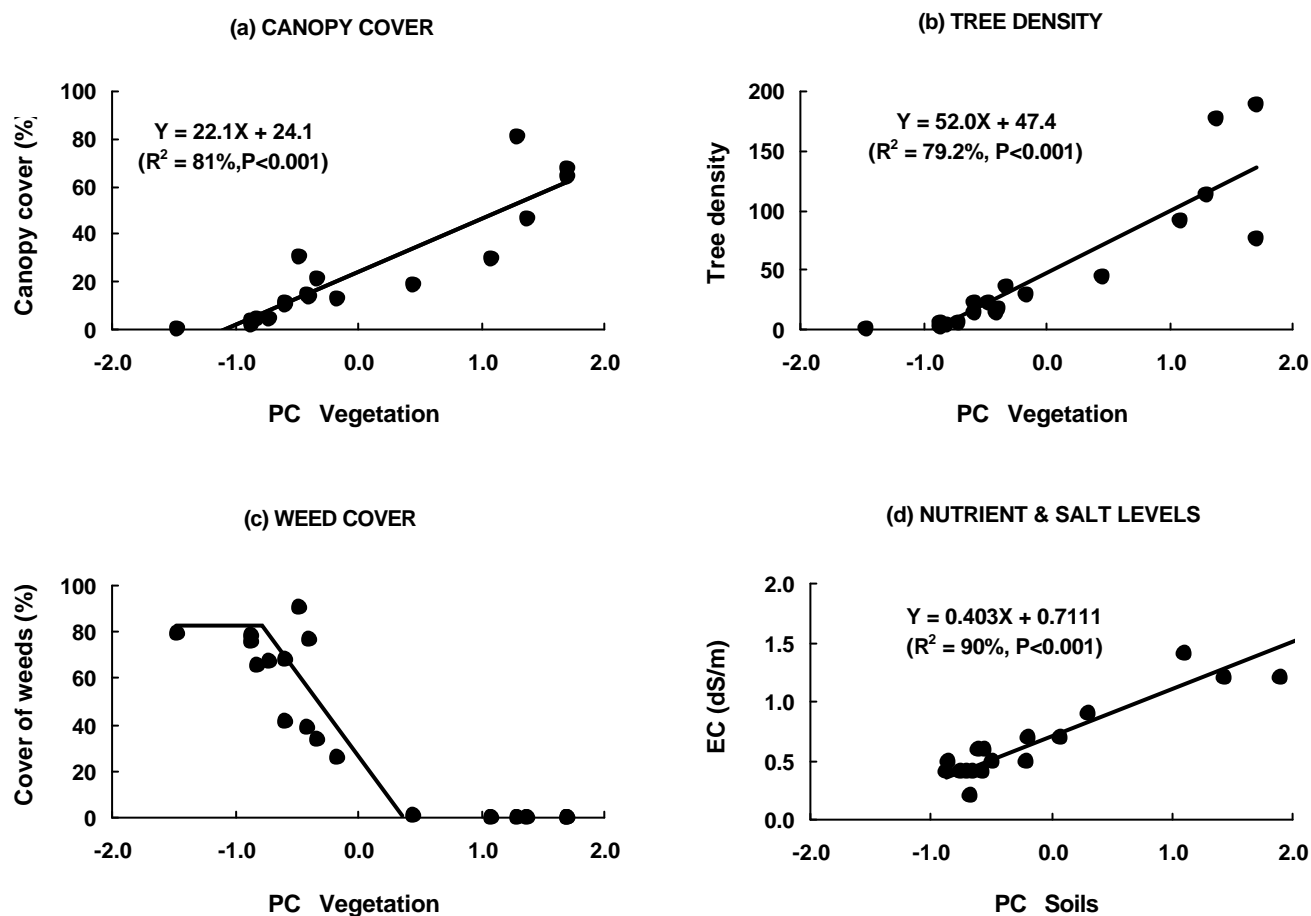 (a) CANOPY COVER
100
80
60
40
20
0
Canopy cover (%)
Y = 22.1X + 24.1
(R² = 81%,P<0.001)
-2.0 -1.0 0.0 1.0 2.0
PC Vegetation
(b) TREE DENSITY
200
150
100
50
0
Tree density
Y = 52.0X + 47.4
(R² = 79.2%, P<0.001)
-2.0 -1.0 0.0 1.0 2.0
PC Vegetation
(c) WEED COVER
100
80
60
40
20
0
Cover of weeds (%)
-2.0 -1.0 0.0 1.0 2.0
PC Vegetation
(d) NUTRIENT & SALT LEVELS
2.0
1.5
1.0
0.5
0.0
EC (dS/m)
Y = 0.403X + 0.7111
(R² = 90%, P<0.001)
-2.0 -1.0 0.0 1.0 2.0
PC Soils